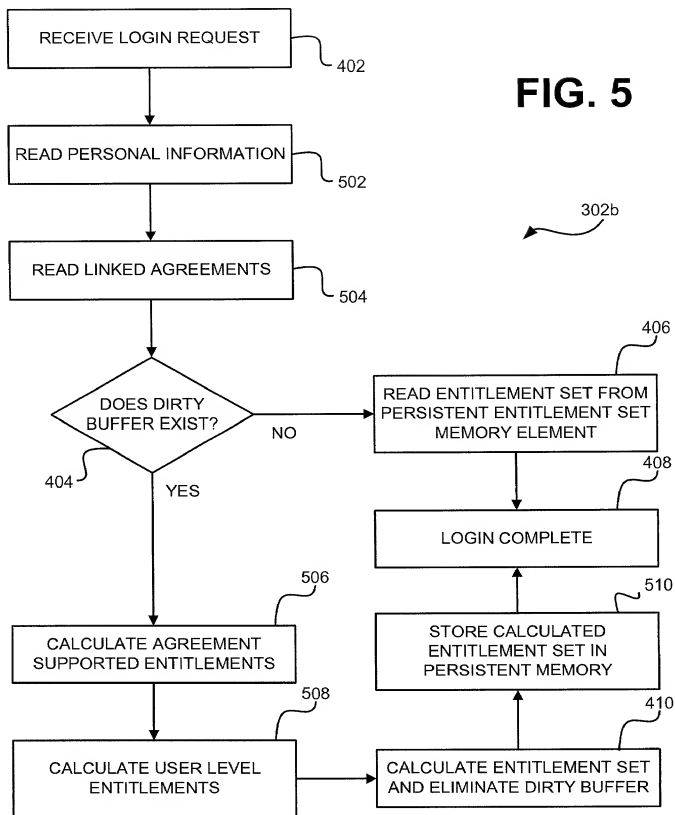 RECEIVE LOGIN REQUEST
402
FIG. 5
READ PERSONAL INFORMATION
502
302b
READ LINKED AGREEMENTS
504
DOES DIRTY
BUFFER EXIST?
404
NO
YES
406
READ ENTITLEMENT SET FROM
PERSISTENT ENTITLEMENT SET
MEMORY ELEMENT
408
LOGIN COMPLETE
506
CALCULATE AGREEMENT
SUPPORTED ENTITLEMENTS
510
STORE CALCULATED
ENTITLEMENT SET IN
PERSISTENT MEMORY
508
CALCULATE USER LEVEL
ENTITLEMENTS
410
CALCULATE ENTITLEMENT SET
AND ELIMINATE DIRTY BUFFER